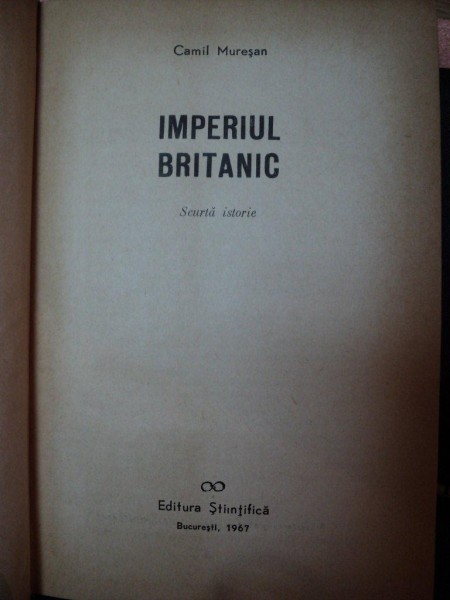 Camil Mureşan
IMPERIUL
BRITANIC
Scurtă istorie
Editura Ştiinţifică
Bucureşti, 1967